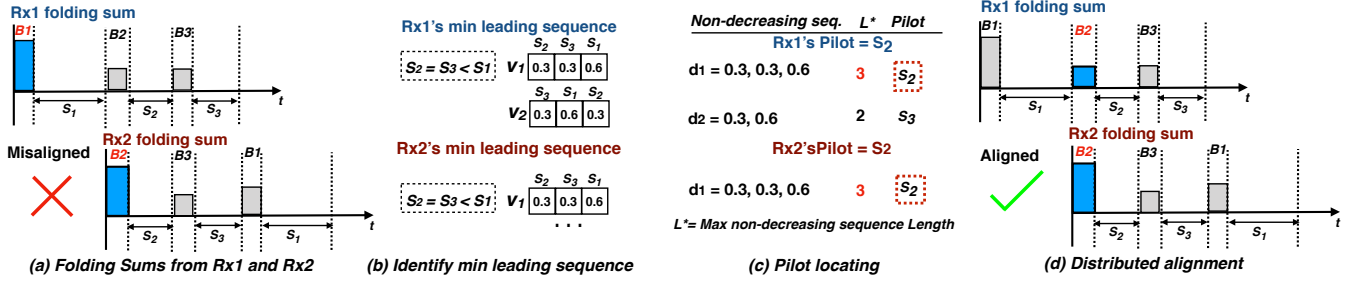 Rx1 folding sum
B1
B2
B3
t
S1
S2
S3
Misaligned
Rx2 folding sum
B2
B3
B1
t
S2
S3
S1
(a) Folding Sums from Rx1 and Rx2
Rx1's min leading sequence
S2 S3 S1
S2 = S3 < S1
v1 0.3 0.3 0.6
S3 S1 S2
v2 0.3 0.6 0.3
Rx2's min leading sequence
S2 S3 S1
S2 = S3 < S1
v1 0.3 0.3 0.6
. . .
(b) Identify min leading sequence
Non-decreasing seq. L* Pilot
Rx1's Pilot = S2
d1 = 0.3, 0.3, 0.6 3 S2
d2 = 0.3, 0.6 2 S3
Rx2'sPilot = S2
d1 = 0.3, 0.3, 0.6 3 S2
L*= Max non-decreasing sequence Length
(c) Pilot locating
Rx1 folding sum
B1
B2
B3
t
S1
S2
S3
Aligned
Rx2 folding sum
B2
B3
B1
t
S2
S3
S1
(d) Distributed alignment